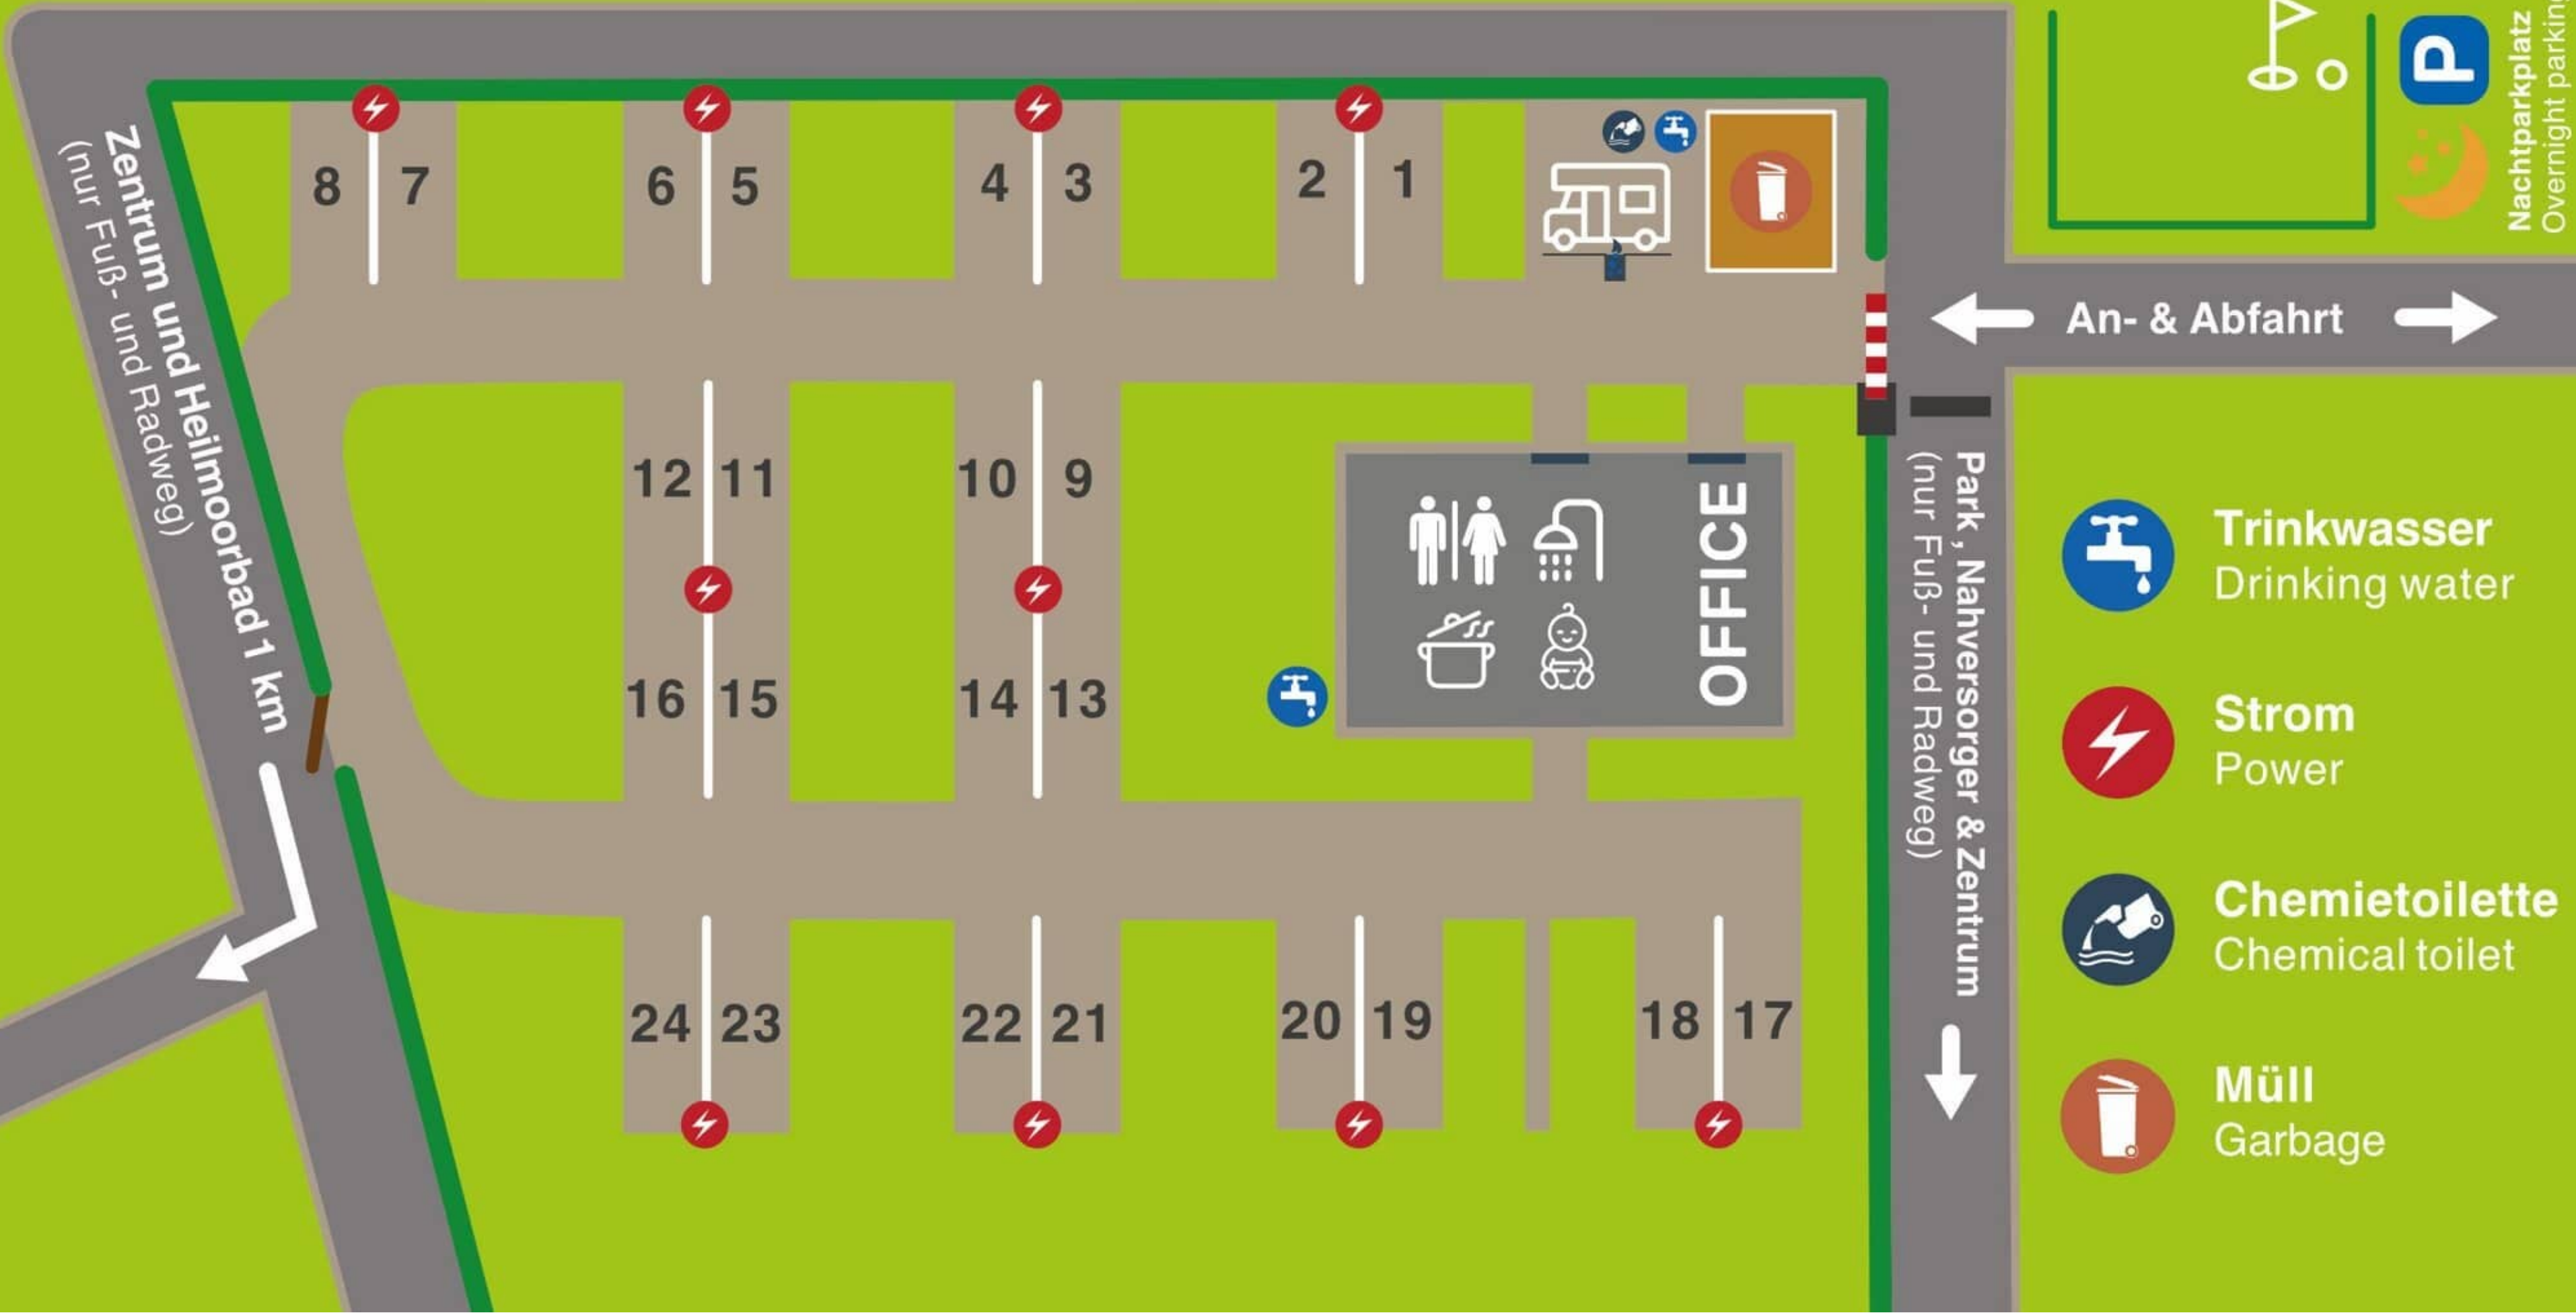 P
Nachtparkplatz
Overnight parking
8 7
6 5
4 3
2 1
An- & Abfahrt
Zentrum und Heilmoorbad 1 km
(nur Fuß- und Radweg)
12 11
10 9
16 15
14 13
OFFICE
Park, Nahversorger & Zentrum
(nur Fuß- und Radweg)
24 23
22 21
20 19
18 17
Trinkwasser
Drinking water
Strom
Power
Chemietoilette
Chemical toilet
Müll
Garbage